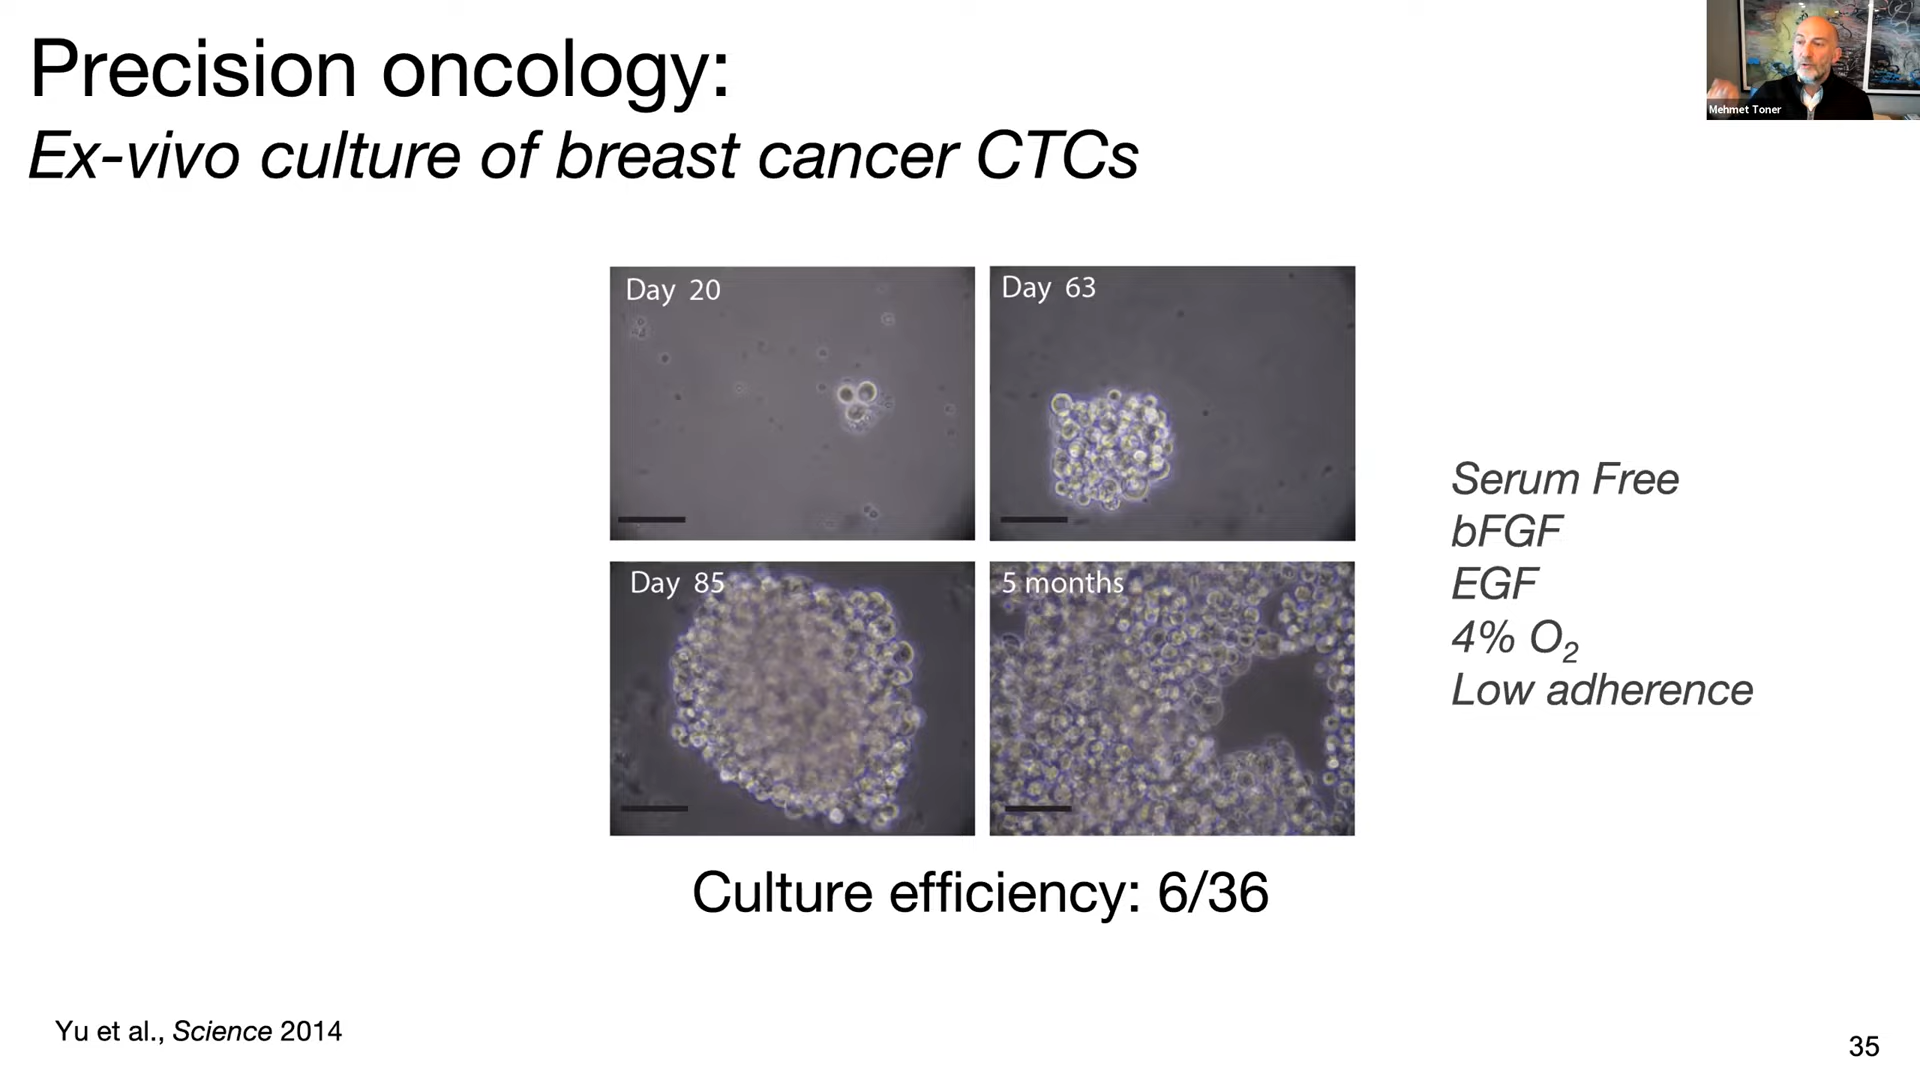 Precision oncology:
Ex-vivo culture of breast cancer CTCs
Mehmet Toner
Day 20
Day 63
Day 85
5 months
Serum Free
bFGF
EGF
4% O₂
Low adherence
Culture efficiency: 6/36
Yu et al., Science 2014
35